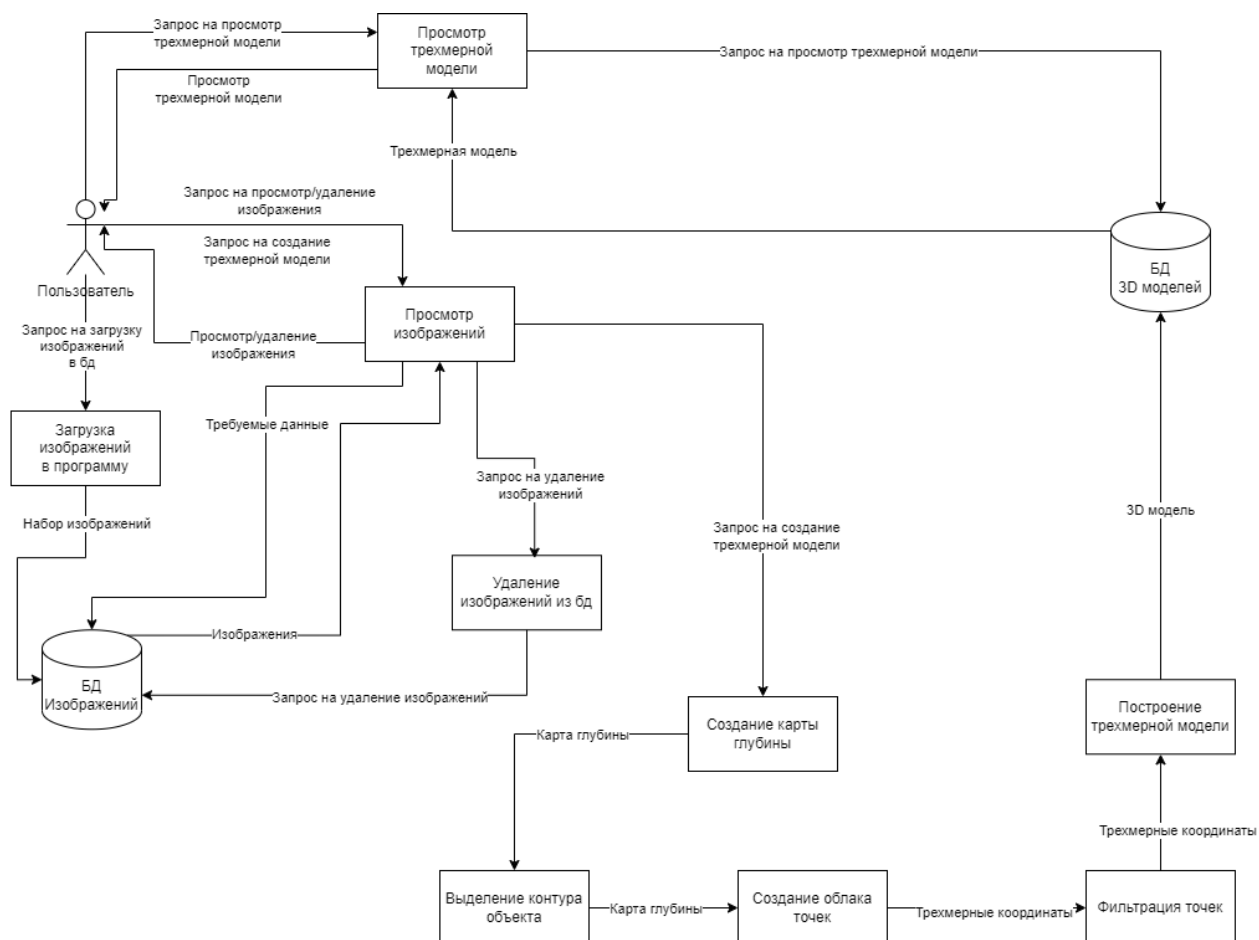 Запрос на просмотр
трехмерной модели
Просмотр
трехмерной
модели
Запрос на просмотр трехмерной модели
Просмотр
трехмерной модели
Трехмерная модель
Запрос на просмотр/удаление
изображения
Запрос на создание
трехмерной модели
БД
3D моделей
Пользователь
Запрос на загрузку
изображений
в бд
Просмотр/удаление
изображения
Просмотр
изображений
Загрузка
изображений
в программу
Требуемые данные
Запрос на удаление
изображений
Набор изображений
Запрос на создание
трехмерной модели
3D модель
Удаление
изображений из бд
Изображения
БД
Изображений
Запрос на удаление изображений
Карта глубины
Создание карты
глубины
Построение
трехмерной модели
Трехмерные координаты
Выделение контура
объекта
Карта глубины
Создание облака
точек
Трехмерные координаты
Фильтрация точек